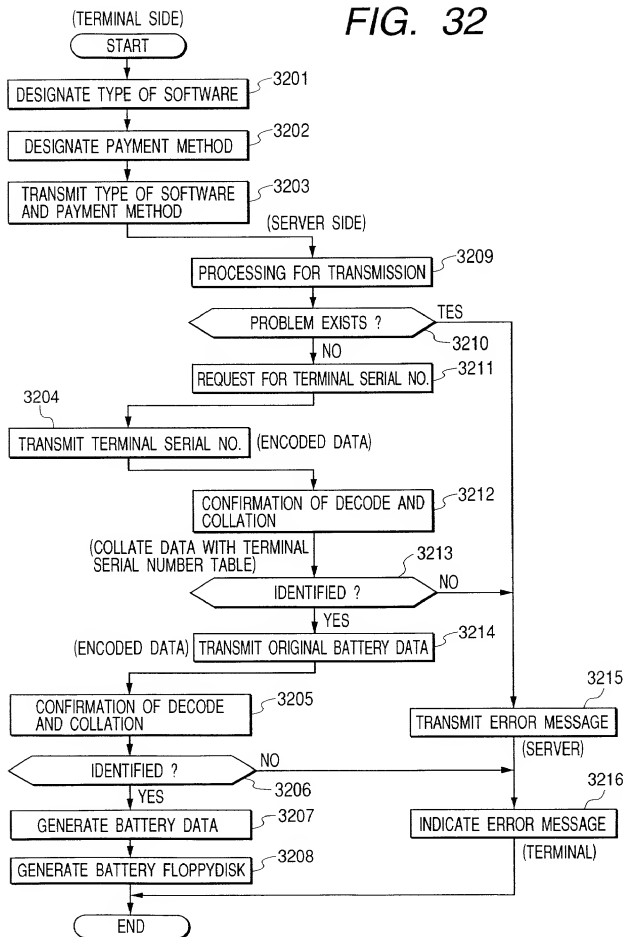 FIG. 32
(TERMINAL SIDE)
START
3201
DESIGNATE TYPE OF SOFTWARE
3202
DESIGNATE PAYMENT METHOD
3203
TRANSMIT TYPE OF SOFTWARE
AND PAYMENT METHOD
(SERVER SIDE)
3209
PROCESSING FOR TRANSMISSION
TES
PROBLEM EXISTS ?
3210
NO
3211
REQUEST FOR TERMINAL SERIAL NO.
3204
TRANSMIT TERMINAL SERIAL NO. (ENCODED DATA)
3212
CONFIRMATION OF DECODE AND
COLLATION
(COLLATE DATA WITH TERMINAL
SERIAL NUMBER TABLE)
3213
IDENTIFIED ? NO
YES
3214
(ENCODED DATA) TRANSMIT ORIGINAL BATTERY DATA
3205
CONFIRMATION OF DECODE
AND COLLATION
3215
TRANSMIT ERROR MESSAGE
(SERVER)
IDENTIFIED ? NO
3206
YES
3207
GENERATE BATTERY DATA
3216
INDICATE ERROR MESSAGE
(TERMINAL)
3208
GENERATE BATTERY FLOPPYDISK
END